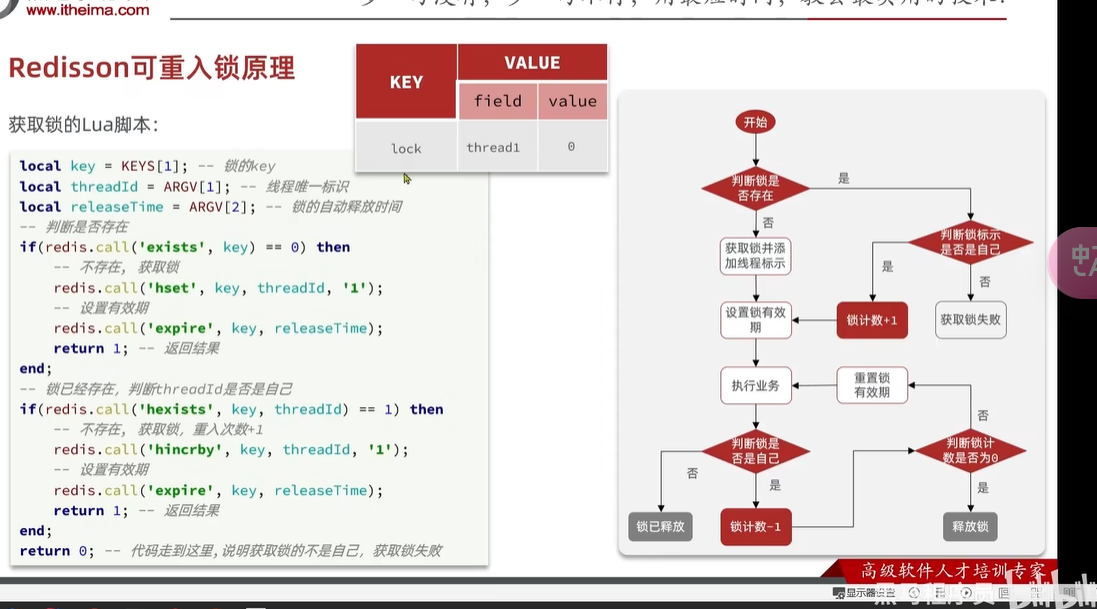 www.itheima.com
Redisson可重入锁原理
KEY
VALUE
field
value
lock
thread1
0
获取锁的Lua脚本：
local key = KEYS[1]; -- 锁的key
local threadId = ARGV[1]; -- 线程唯一标识
local releaseTime = ARGV[2]; -- 锁的自动释放时间
-- 判断是否存在
if(redis.call('exists', key) == 0) then
-- 不存在, 获取锁
redis.call('hset', key, threadId, '1');
-- 设置有效期
redis.call('expire', key, releaseTime);
return 1; -- 返回结果
end;
-- 锁已经存在，判断threadId是否是自己
if(redis.call('hexists', key, threadId) == 1) then
-- 不存在, 获取锁，重入次数+1
redis.call('hincrby', key, threadId, '1');
-- 设置有效期
redis.call('expire', key, releaseTime);
return 1; -- 返回结果
end;
return 0; -- 代码走到这里,说明获取锁的不是自己，获取锁失败
开始
判断锁是
否存在
是
否
获取锁并添
加线程标示
判断锁标示
是否是自己
是
否
设置锁有效
期
锁计数+1
获取锁失败
执行业务
重置锁
有效期
否
判断锁是
否是自己
判断锁计
数是否为0
否
是
是
锁已释放
锁计数-1
释放锁
高级软件人才培训专家
显示器设置
黑马程序员
bilibili
中